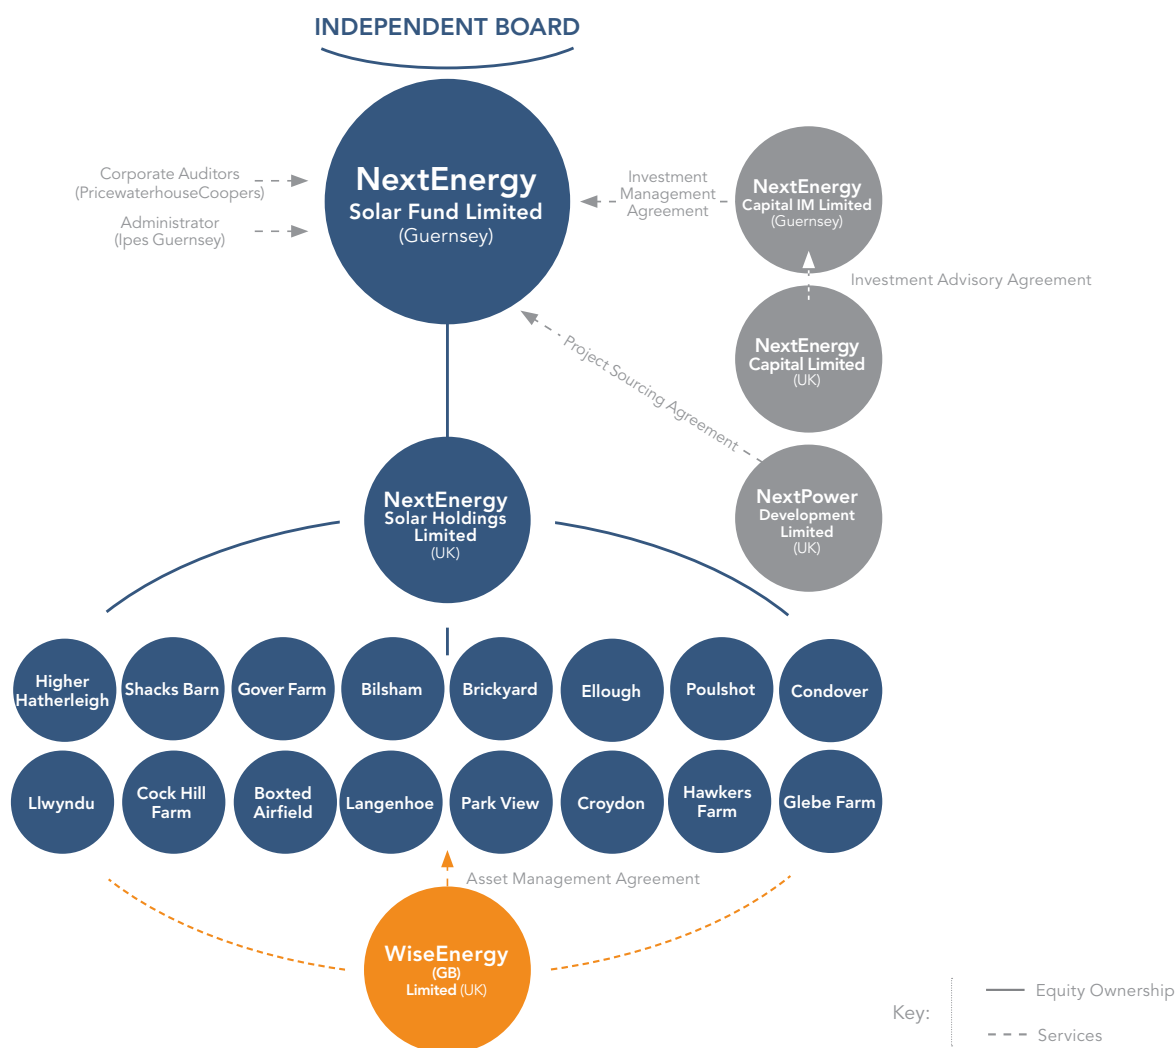 INDEPENDENT BOARD
NextEnergy
Solar Fund Limited
(Guernsey)
Corporate Auditors
(PricewaterhouseCoopers)
Administrator
(Ipes Guernsey)
Investment
Management
Agreement
NextEnergy
Capital IM Limited
(Guernsey)
Investment Advisory Agreement
NextEnergy
Capital Limited
(UK)
Project Sourcing Agreement
NextPower
Development
Limited
(UK)
NextEnergy
Solar Holdings
Limited
(UK)
Higher
Hatherleigh
Shacks Barn
Gover Farm
Bilsham
Brickyard
Ellough
Poulshot
Condover
Llwyndu
Cock Hill
Farm
Boxted
Airfield
Langenhoe
Park View
Croydon
Hawkers
Farm
Glebe Farm
Asset Management Agreement
WiseEnergy
(GB)
Limited (UK)
Key:
Equity Ownership
Services